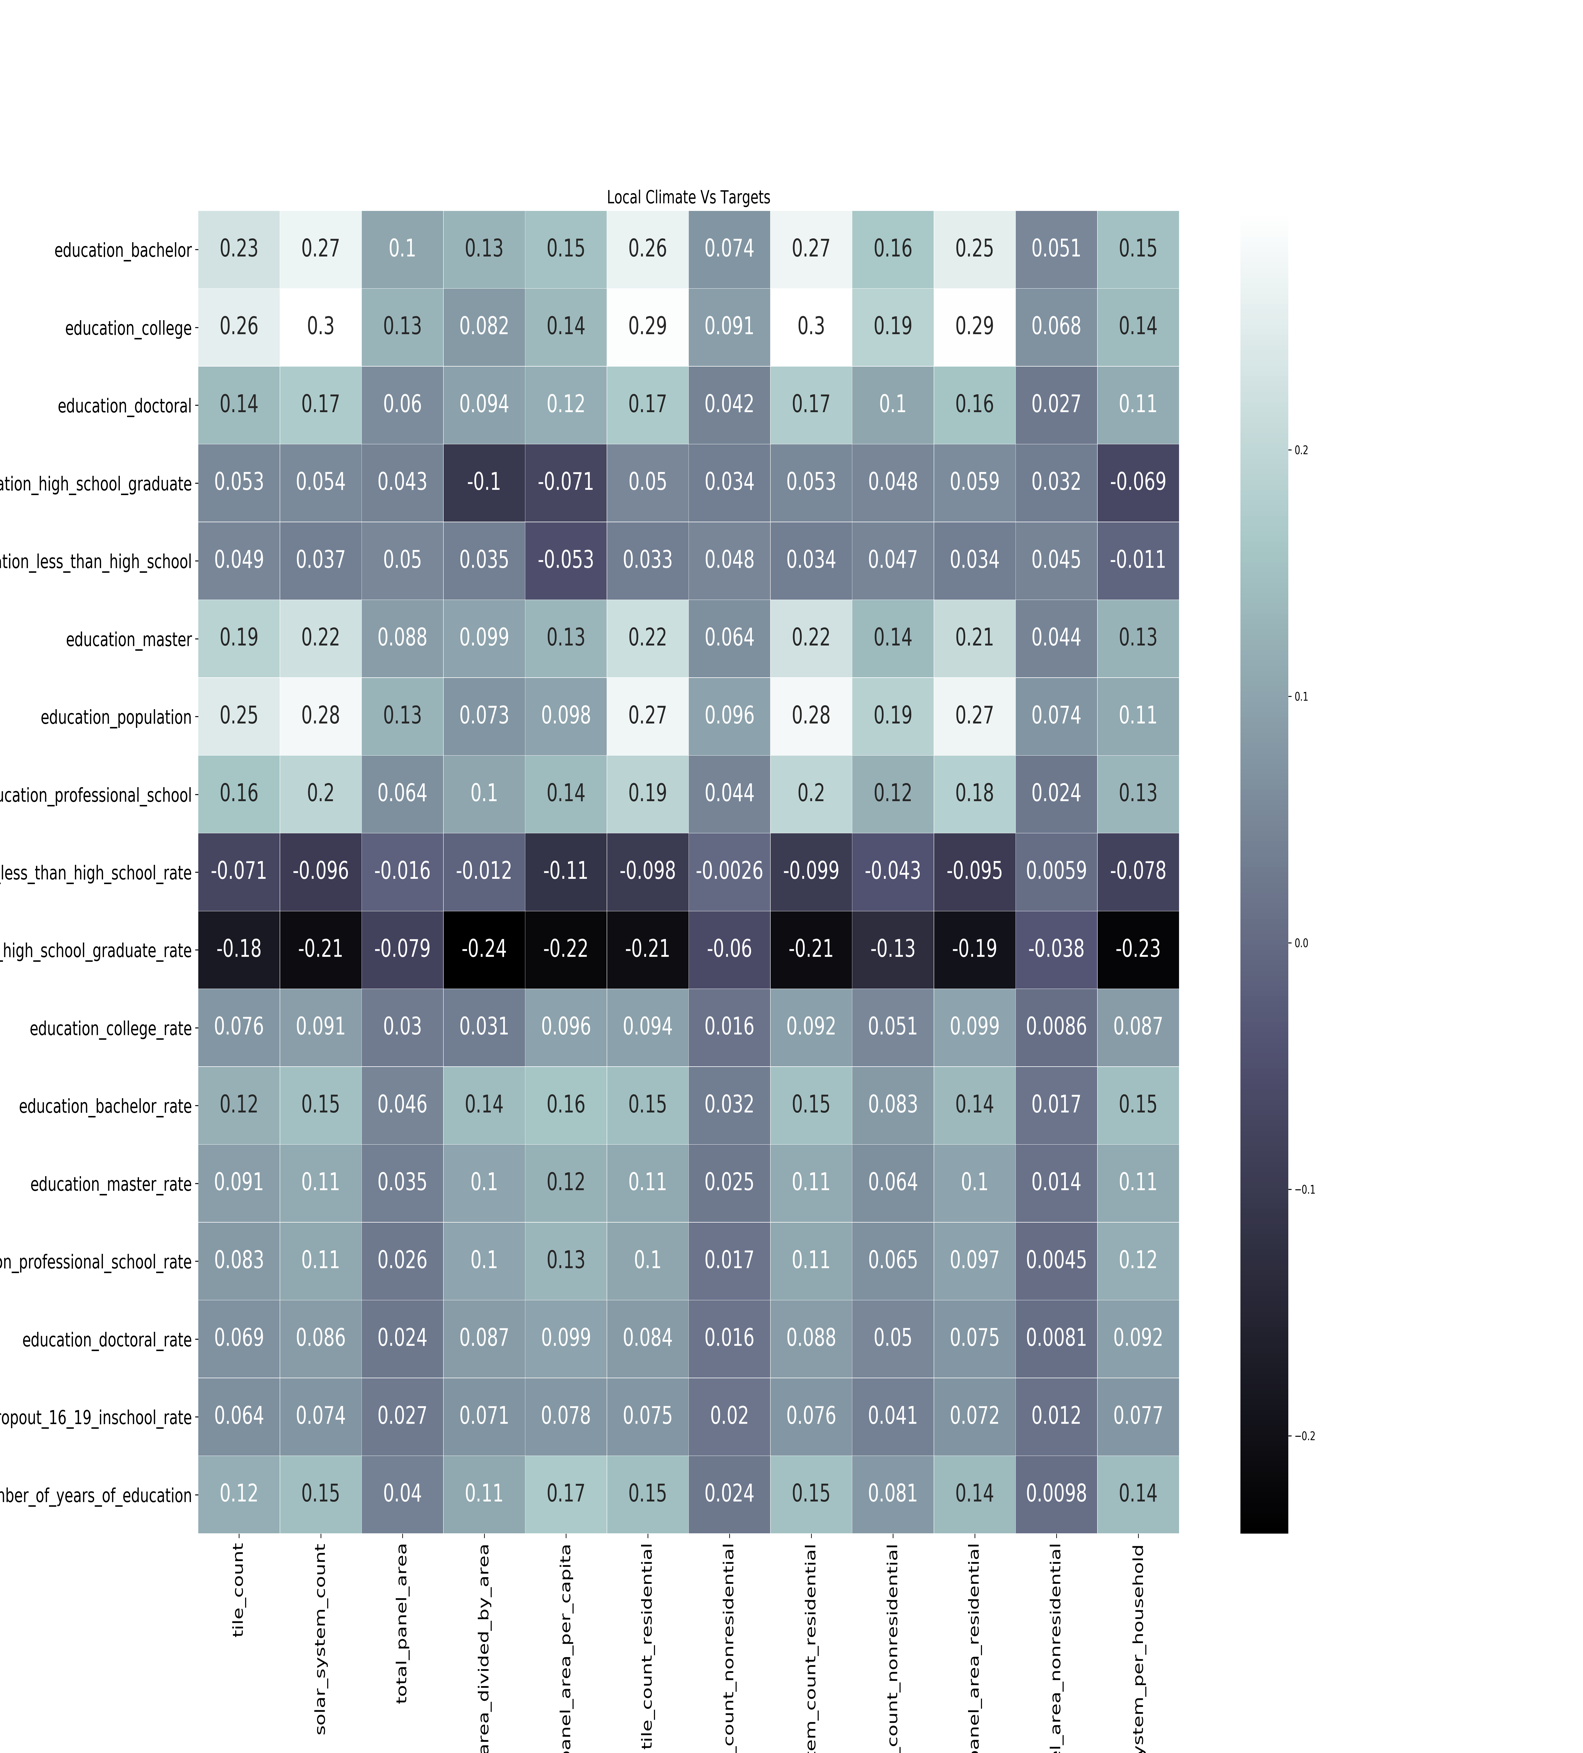 Local Climate Vs Targets
education_bachelor 0.23 0.27 0.1 0.13 0.15 0.26 0.074 0.27 0.16 0.25 0.051 0.15
education_college 0.26 0.3 0.13 0.082 0.14 0.29 0.091 0.3 0.19 0.29 0.068 0.14
education_doctoral 0.14 0.17 0.06 0.094 0.12 0.17 0.042 0.17 0.1 0.16 0.027 0.11
ation_high_school_graduate 0.053 0.054 0.043 -0.1 -0.071 0.05 0.034 0.053 0.048 0.059 0.032 -0.069
ation_less_than_high_school 0.049 0.037 0.05 0.035 -0.053 0.033 0.048 0.034 0.047 0.034 0.045 -0.011
education_master 0.19 0.22 0.088 0.099 0.13 0.22 0.064 0.22 0.14 0.21 0.044 0.13
education_population 0.25 0.28 0.13 0.073 0.098 0.27 0.096 0.28 0.19 0.27 0.074 0.11
ucation_professional_school 0.16 0.2 0.064 0.1 0.14 0.19 0.044 0.2 0.12 0.18 0.024 0.13
_less_than_high_school_rate -0.071 -0.096 -0.016 -0.012 -0.11 -0.098 -0.0026 -0.099 -0.043 -0.095 0.0059 -0.078
_high_school_graduate_rate -0.18 -0.21 -0.079 -0.24 -0.22 -0.21 -0.06 -0.21 -0.13 -0.19 -0.038 -0.23
education_college_rate 0.076 0.091 0.03 0.031 0.096 0.094 0.016 0.092 0.051 0.099 0.0086 0.087
education_bachelor_rate 0.12 0.15 0.046 0.14 0.16 0.15 0.032 0.15 0.083 0.14 0.017 0.15
education_master_rate 0.091 0.11 0.035 0.1 0.12 0.11 0.025 0.11 0.064 0.1 0.014 0.11
on_professional_school_rate 0.083 0.11 0.026 0.1 0.13 0.1 0.017 0.11 0.065 0.097 0.0045 0.12
education_doctoral_rate 0.069 0.086 0.024 0.087 0.099 0.084 0.016 0.088 0.05 0.075 0.0081 0.092
ropout_16_19_inschool_rate 0.064 0.074 0.027 0.071 0.078 0.075 0.02 0.076 0.041 0.072 0.012 0.077
nber_of_years_of_education 0.12 0.15 0.04 0.11 0.17 0.15 0.024 0.15 0.081 0.14 0.0098 0.14
tile_count
solar_system_count
total_panel_area
area_divided_by_area
panel_area_per_capita
tile_count_residential
_count_nonresidential
tem_count_residential
_count_nonresidential
panel_area_residential
el_area_nonresidential
ystem_per_household
0.2
0.1
0.0
−0.1
−0.2